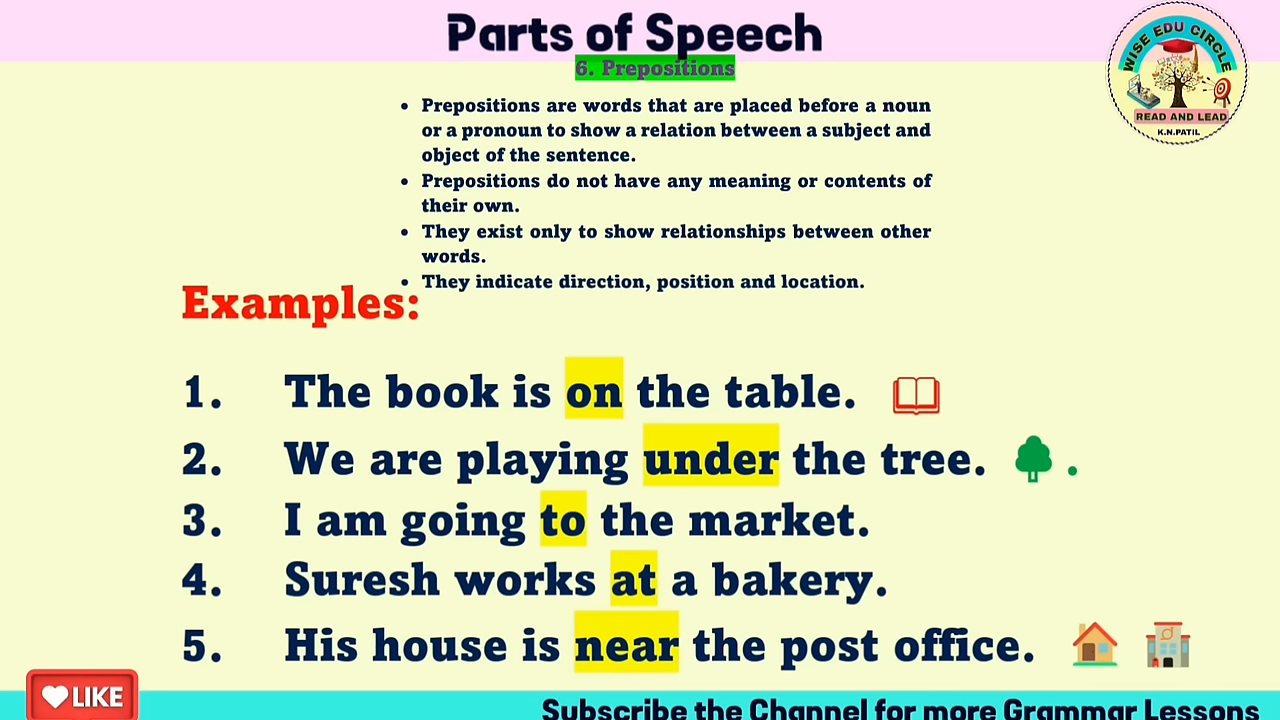 Parts of Speech
6. Prepositions
WISE EDU CIRCLE
READ AND LEAD
K.N.PATIL
• Prepositions are words that are placed before a noun
or a pronoun to show a relation between a subject and
object of the sentence.
• Prepositions do not have any meaning or contents of
their own.
• They exist only to show relationships between other
words.
• They indicate direction, position and location.
Examples:
1. The book is on the table.
2. We are playing under the tree. .
3. I am going to the market.
4. Suresh works at a bakery.
5. His house is near the post office.
LIKE
Subscribe the Channel for more Grammar Lessons